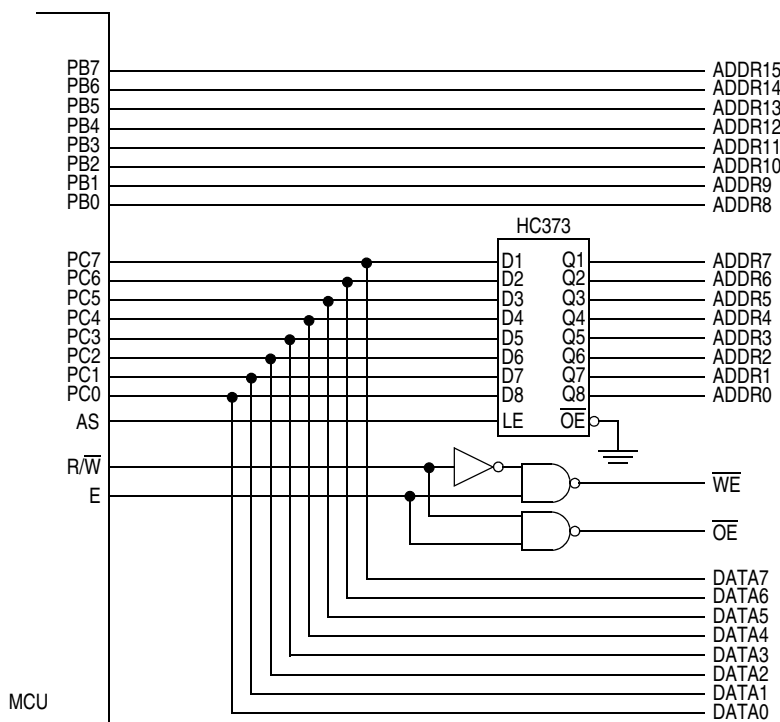 PB7 ADDR15
PB6 ADDR14
PB5 ADDR13
PB4 ADDR12
PB3 ADDR11
PB2 ADDR10
PB1 ADDR9
PB0 ADDR8
HC373
PC7 D1 Q1 ADDR7
PC6 D2 Q2 ADDR6
PC5 D3 Q3 ADDR5
PC4 D4 Q4 ADDR4
PC3 D5 Q5 ADDR3
PC2 D6 Q6 ADDR2
PC1 D7 Q7 ADDR1
PC0 D8 Q8 ADDR0
AS LE O̅E̅
R/W̅
E W̅E̅
O̅E̅
DATA7
DATA6
DATA5
DATA4
DATA3
DATA2
DATA1
MCU DATA0